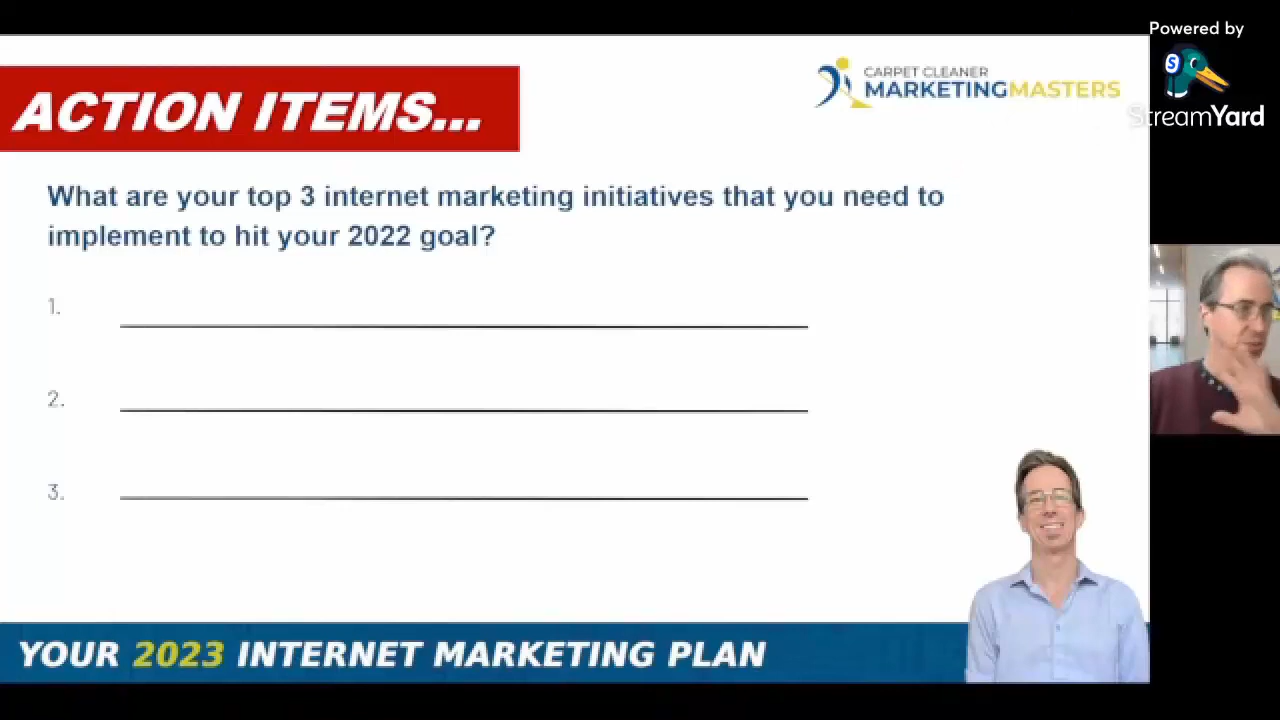 Powered by
StreamYard
CARPET CLEANER
MARKETINGMASTERS
ACTION ITEMS...
What are your top 3 internet marketing initiatives that you need to
implement to hit your 2022 goal?
1.
2.
3.
YOUR 2023 INTERNET MARKETING PLAN